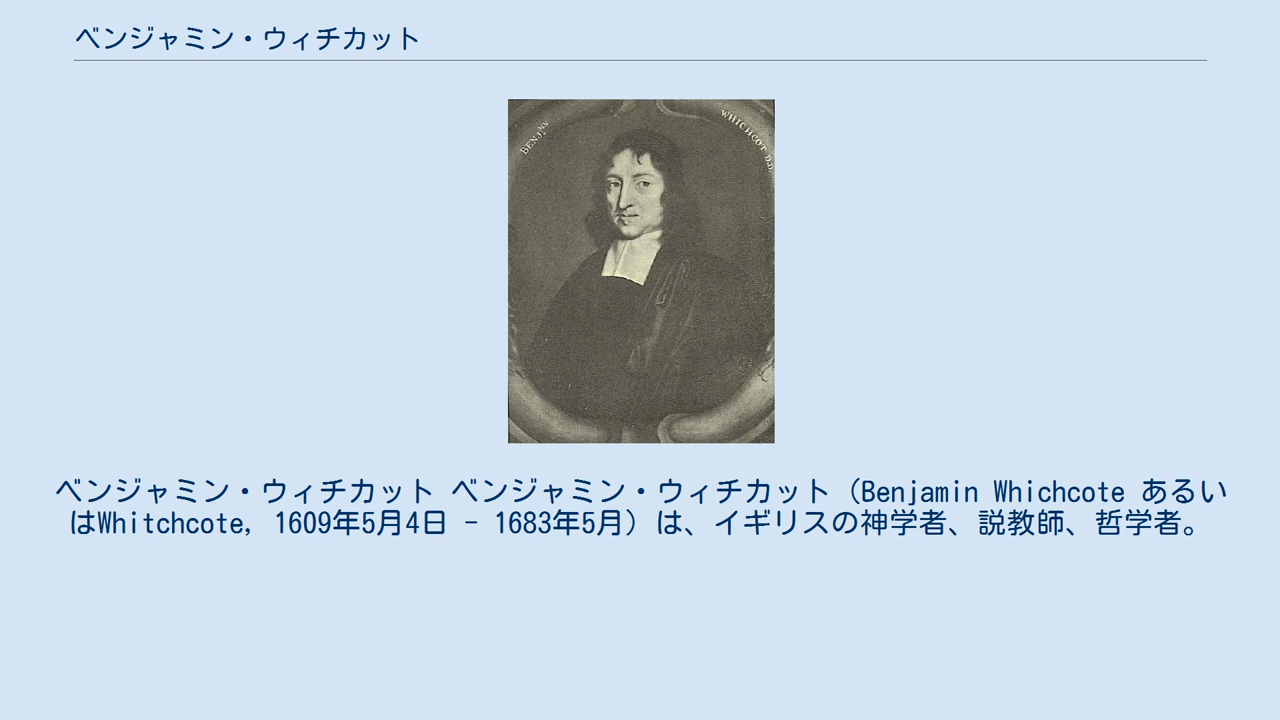 ベンジャミン・ウィチカット
BENJ
WHICHCOT D.D.
ベンジャミン・ウィチカット ベンジャミン・ウィチカット（Benjamin Whichcote あるい
はWhitchcote, 1609年5月4日 - 1683年5月）は、イギリスの神学者、説教師、哲学者。